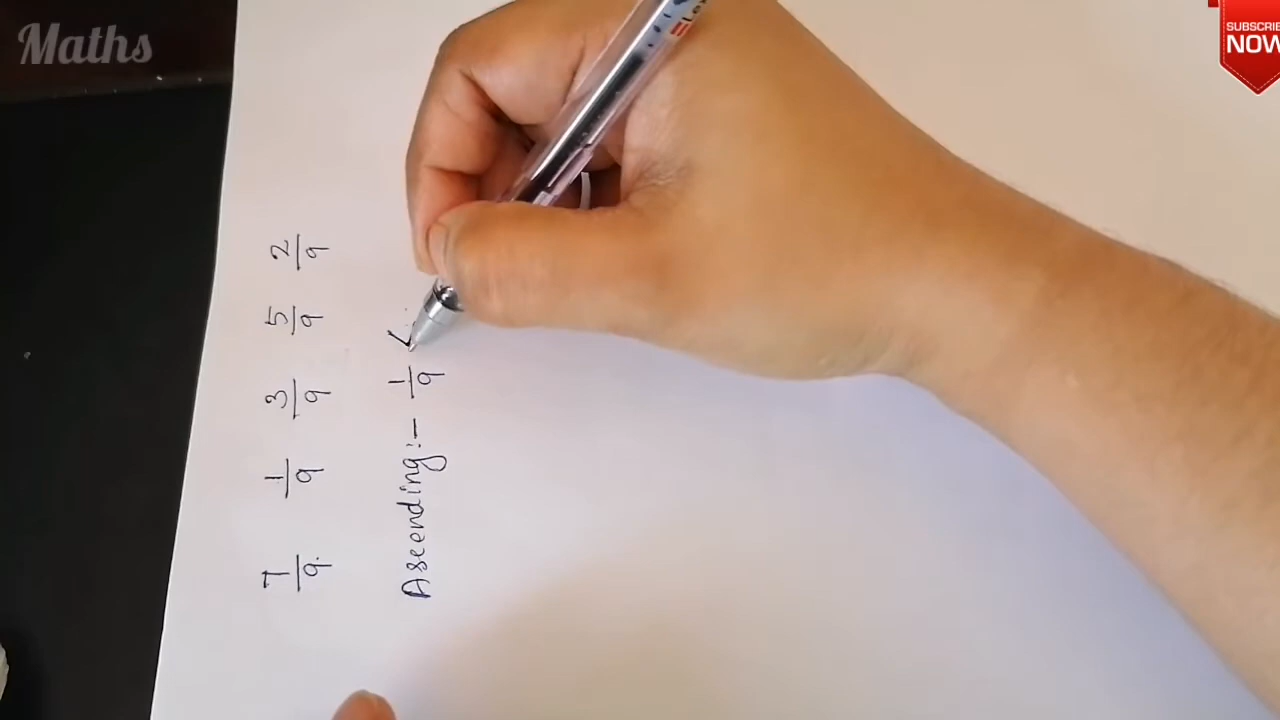 Maths
SUBSCRIBE
NOW
7/9. 1/9 3/9 5/9 2/9
Ascending:- 1/9 <